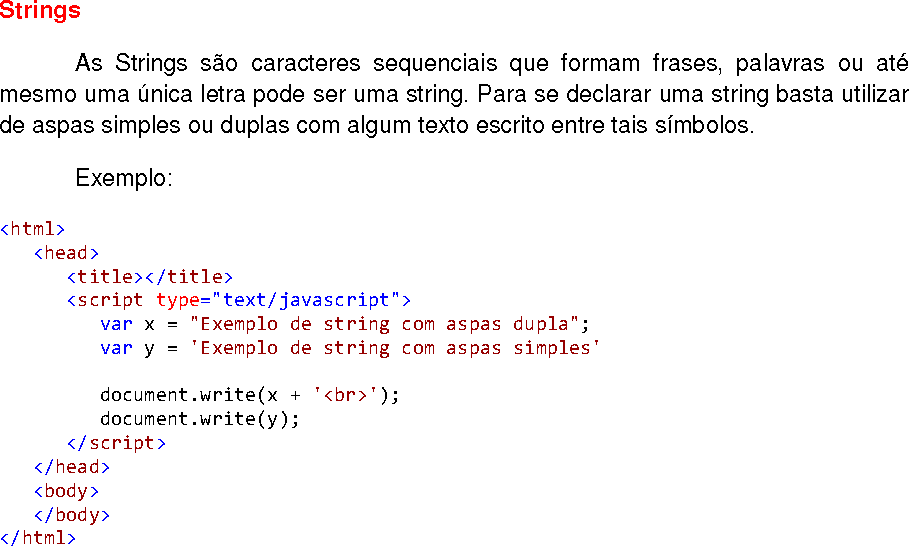 Strings
As Strings são caracteres sequenciais que formam frases, palavras ou até
mesmo uma única letra pode ser uma string. Para se declarar uma string basta utilizar
de aspas simples ou duplas com algum texto escrito entre tais símbolos.
Exemplo:
<html>
   <head>
      <title></title>
      <script type="text/javascript">
         var x = "Exemplo de string com aspas dupla";
         var y = 'Exemplo de string com aspas simples'
         document.write(x + '<br>');
         document.write(y);
      </script>
   </head>
   <body>
   </body>
</html>